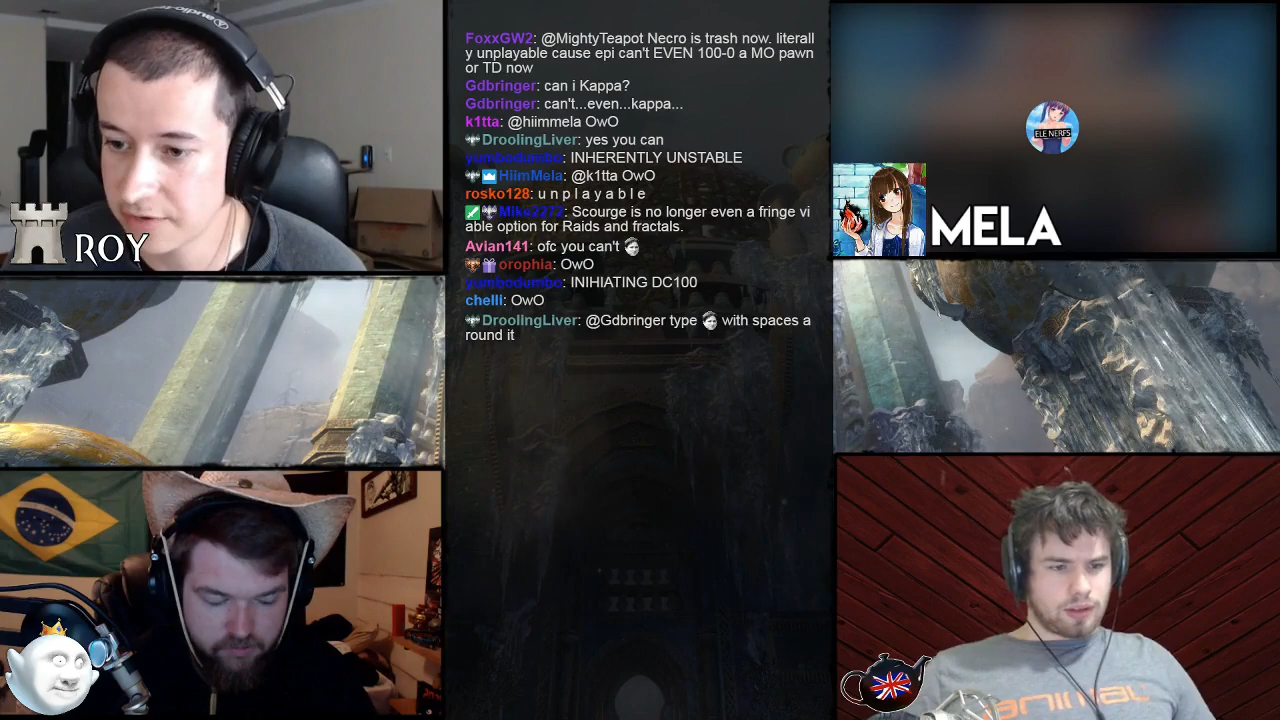 FoxxGW2: @MightyTeapot Necro is trash now. literall
y unplayable cause epi can't EVEN 100-0 a MO pawn
or TD now
Gdbringer: can i Kappa?
Gdbringer: can't...even...kappa...
k1tta: @hiimmela OwO
DroolingLiver: yes you can
yumbodumbo: INHERENTLY UNSTABLE
HiimMela: @k1tta OwO
rosko128: u n p l a y a b l e
Mike2272: Scourge is no longer even a fringe vi
able option for Raids and fractals.
Avian141: ofc you can't
orophia: OwO
yumbodumbo: INIHIATING DC100
chelli: OwO
DroolingLiver: @Gdbringer type with spaces a
round it
audio-technica
ROY
ELE NERFS
MELA
ANIMAL